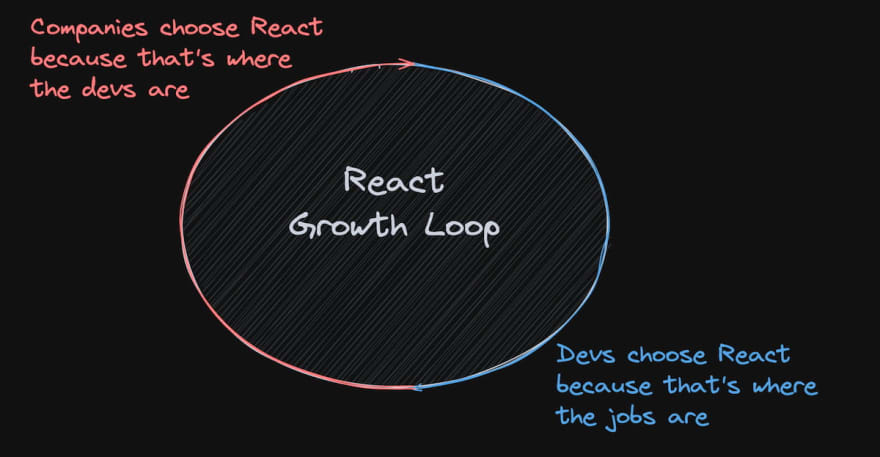 Companies choose React
because that's where
the devs are
React
Growth Loop
Devs choose React
because that's where
the jobs are